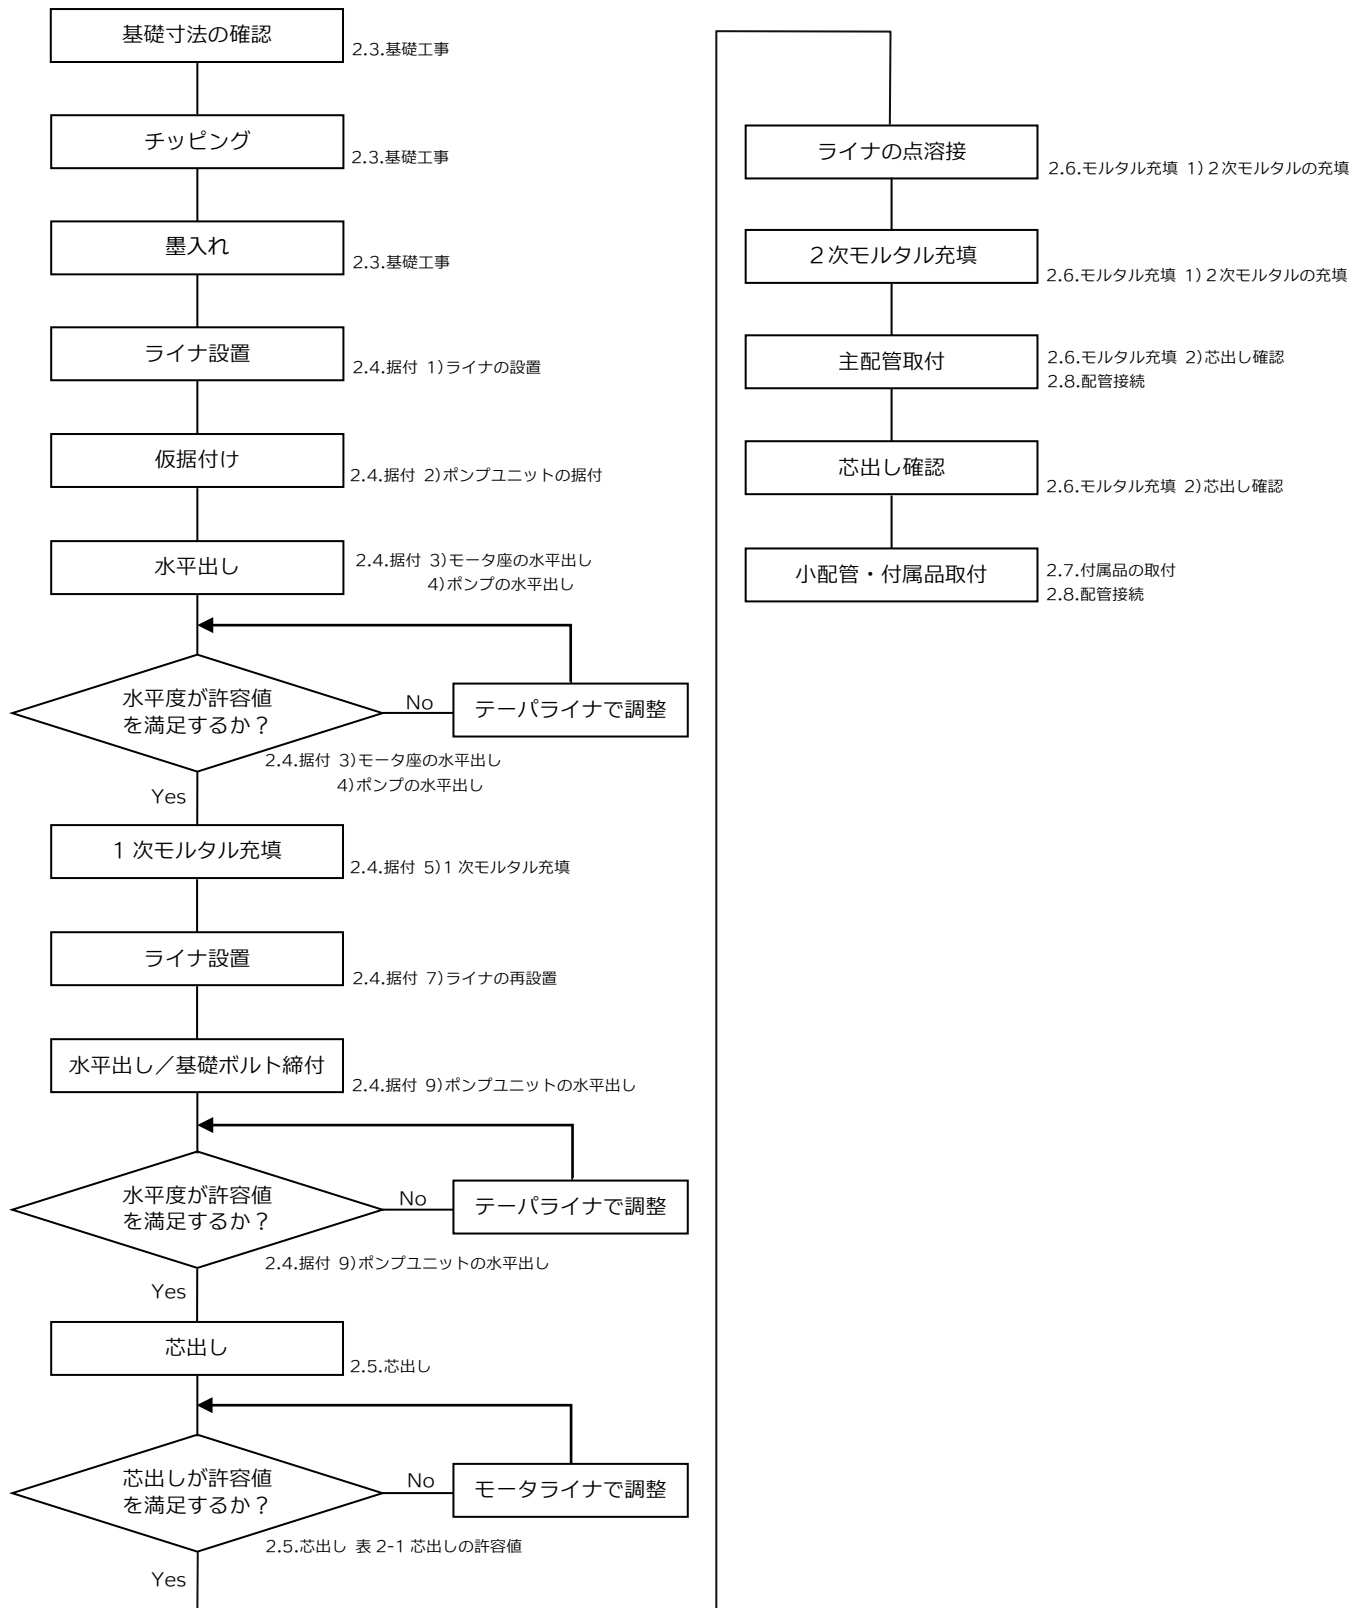 基礎寸法の確認
2.3.基礎工事
チッピング
2.3.基礎工事
墨入れ
2.3.基礎工事
ライナ設置
2.4.据付 1)ライナの設置
仮据付け
2.4.据付 2)ポンプユニットの据付
水平出し
2.4.据付 3)モータ座の水平出し
4)ポンプの水平出し
水平度が許容値
を満足するか？
No
テーパライナで調整
2.4.据付 3)モータ座の水平出し
4)ポンプの水平出し
Yes
1 次モルタル充填
2.4.据付 5)1 次モルタル充填
ライナ設置
2.4.据付 7)ライナの再設置
水平出し／基礎ボルト締付
2.4.据付 9)ポンプユニットの水平出し
水平度が許容値
を満足するか？
No
テーパライナで調整
2.4.据付 9)ポンプユニットの水平出し
Yes
芯出し
2.5.芯出し
芯出しが許容値
を満足するか？
No
モータライナで調整
2.5.芯出し 表 2-1 芯出しの許容値
Yes
ライナの点溶接
2.6.モルタル充填 1)２次モルタルの充填
２次モルタル充填
2.6.モルタル充填 1)２次モルタルの充填
主配管取付
2.6.モルタル充填 2)芯出し確認
2.8.配管接続
芯出し確認
2.6.モルタル充填 2)芯出し確認
小配管・付属品取付
2.7.付属品の取付
2.8.配管接続